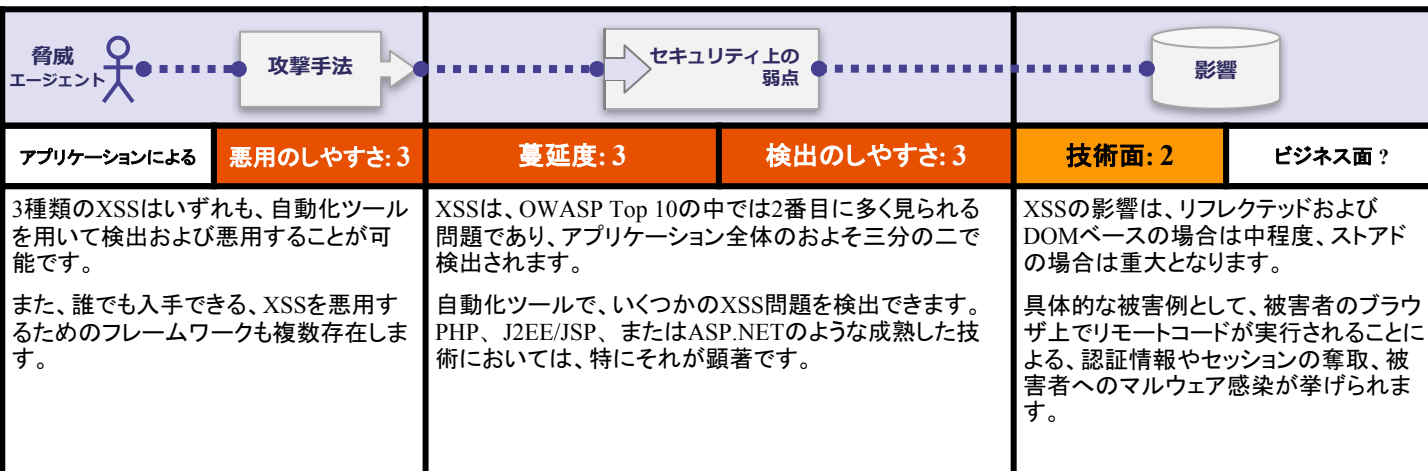 脅威
エージェント
攻撃手法
セキュリティ上の
弱点
影響
アプリケーションによる
悪用のしやすさ: 3
蔓延度: 3
検出のしやすさ: 3
技術面: 2
ビジネス面 ?
3種類のXSSはいずれも、自動化ツール
を用いて検出および悪用することが可
能です。
また、誰でも入手できる、XSSを悪用す
るためのフレームワークも複数存在しま
す。
XSSは、OWASP Top 10の中では2番目に多く見られる
問題であり、アプリケーション全体のおよそ三分の二で
検出されます。
自動化ツールで、いくつかのXSS問題を検出できます。
PHP、J2EE/JSP、またはASP.NETのような成熟した技
術においては、特にそれが顕著です。
XSSの影響は、リフレクテッドおよび
DOMベースの場合は中程度、ストアド
の場合は重大となります。
具体的な被害例として、被害者のブラウ
ザ上でリモートコードが実行されることに
よる、認証情報やセッションの奪取、被
害者へのマルウェア感染が挙げられま
す。